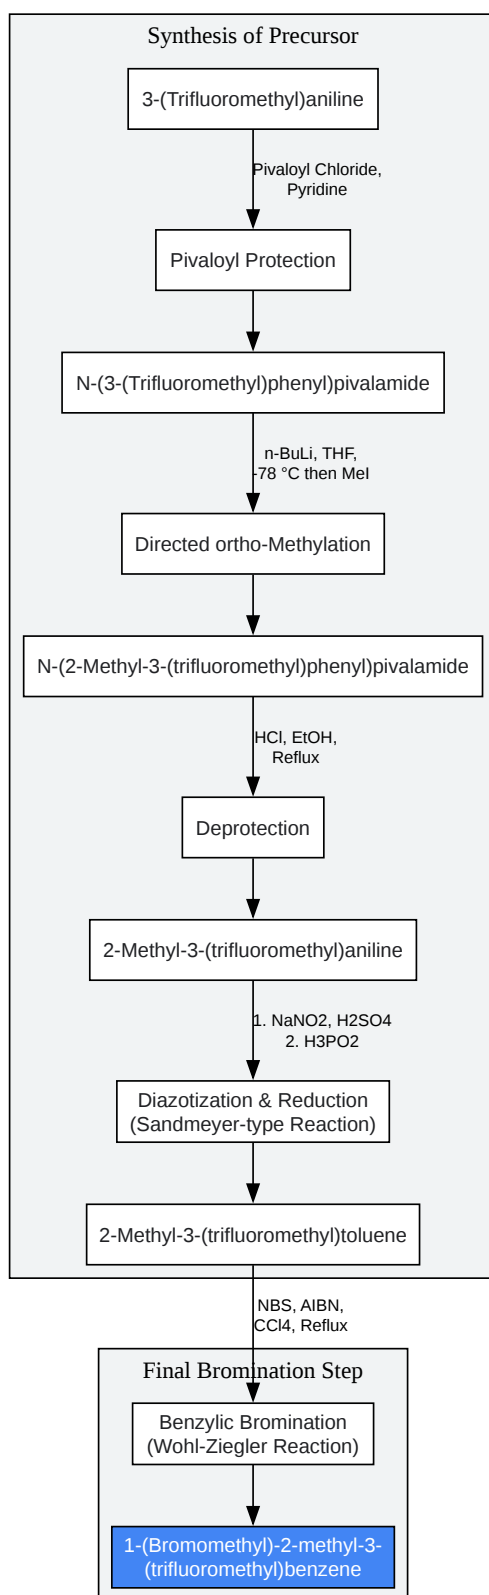 Synthesis of Precursor
3-(Trifluoromethyl)aniline
Pivaloyl Chloride,
Pyridine
Pivaloyl Protection
N-(3-(Trifluoromethyl)phenyl)pivalamide
n-BuLi, THF,
-78 °C then MeI
Directed ortho-Methylation
N-(2-Methyl-3-(trifluoromethyl)phenyl)pivalamide
HCl, EtOH,
Reflux
Deprotection
2-Methyl-3-(trifluoromethyl)aniline
1. NaNO2, H2SO4
2. H3PO2
Diazotization & Reduction
(Sandmeyer-type Reaction)
2-Methyl-3-(trifluoromethyl)toluene
NBS, AIBN,
CCl4, Reflux
Final Bromination Step
Benzylic Bromination
(Wohl-Ziegler Reaction)
1-(Bromomethyl)-2-methyl-3-
(trifluoromethyl)benzene